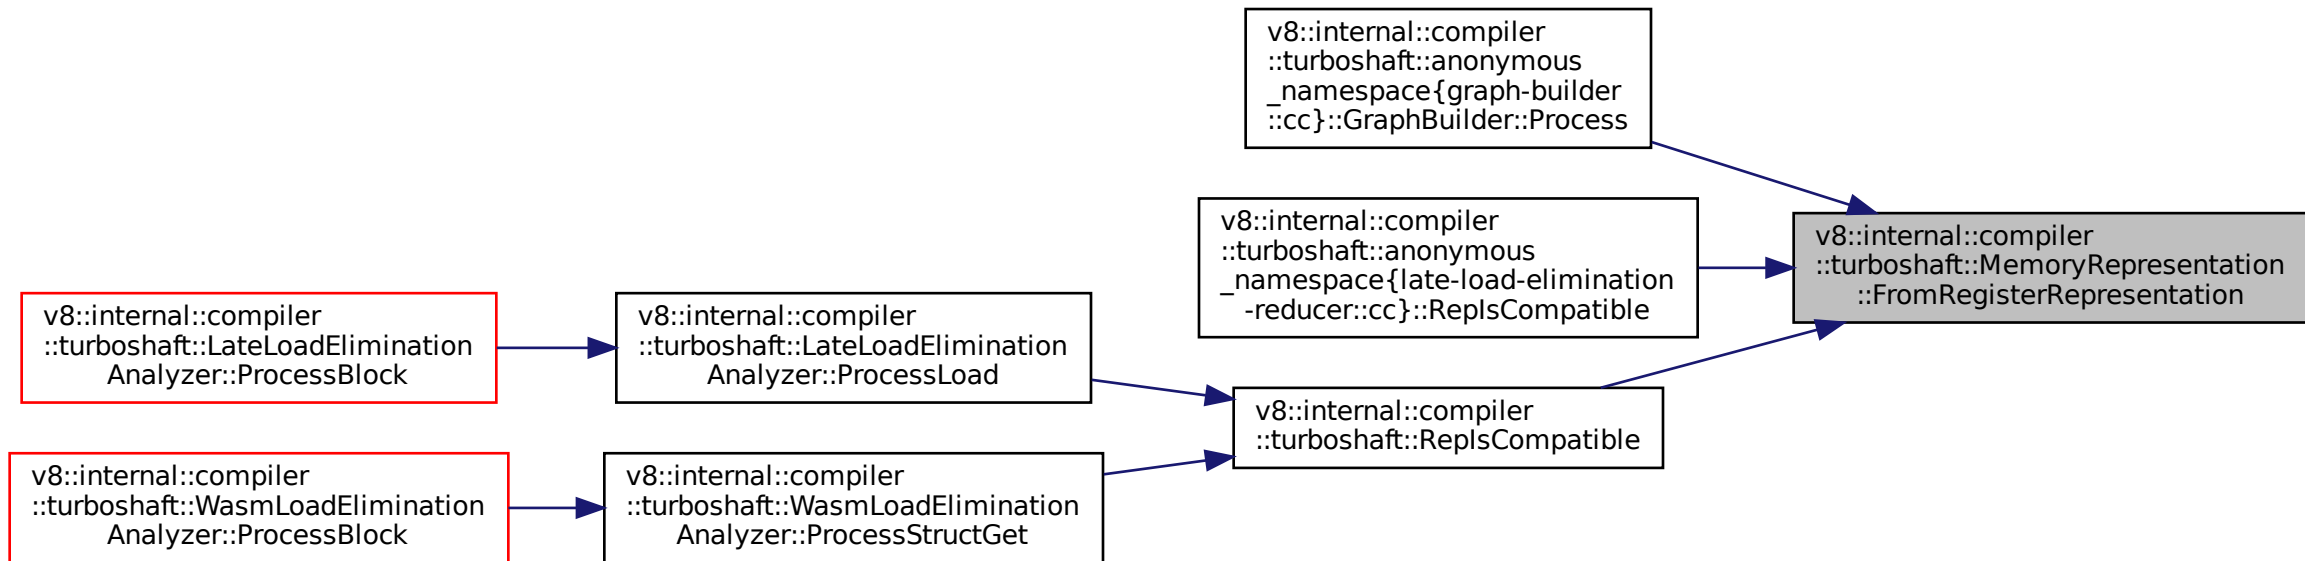 v8::internal::compiler
::turboshaft::anonymous
_namespace{graph-builder
::cc}::GraphBuilder::Process
v8::internal::compiler
::turboshaft::anonymous
_namespace{late-load-elimination
-reducer::cc}::RepIsCompatible
v8::internal::compiler
::turboshaft::MemoryRepresentation
::FromRegisterRepresentation
v8::internal::compiler
::turboshaft::LateLoadElimination
Analyzer::ProcessBlock
v8::internal::compiler
::turboshaft::LateLoadElimination
Analyzer::ProcessLoad
v8::internal::compiler
::turboshaft::RepIsCompatible
v8::internal::compiler
::turboshaft::WasmLoadElimination
Analyzer::ProcessBlock
v8::internal::compiler
::turboshaft::WasmLoadElimination
Analyzer::ProcessStructGet